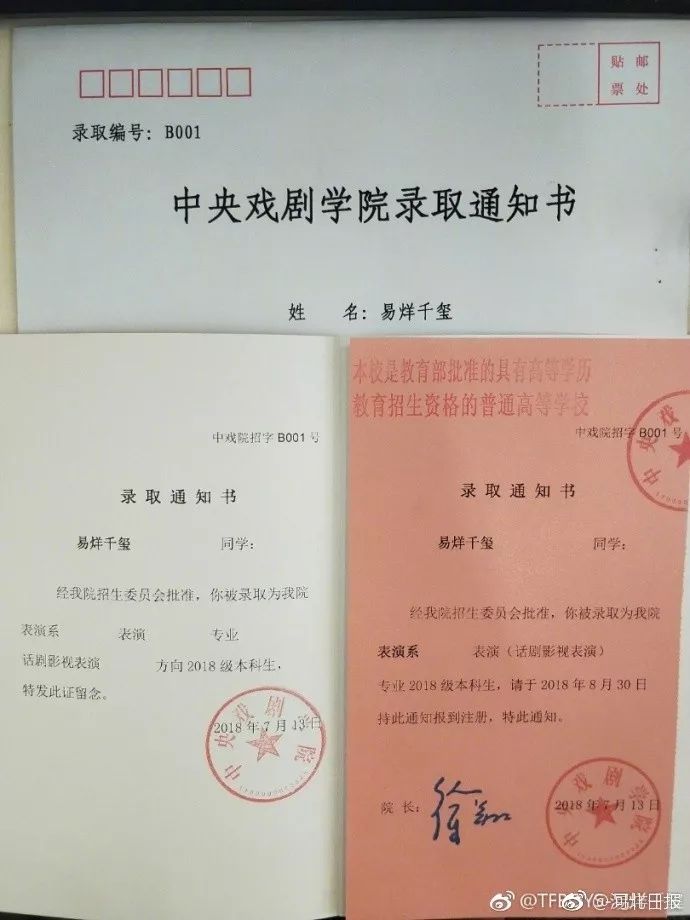 贴 邮
票 处
录取编号：B001
中央戏剧学院录取通知书
姓 名：易烊千玺
中戏院招字 B001 号
录 取 通 知 书
易烊千玺 同学：
经我院招生委员会批准，你被录取为我院
表演系 表演 专业
话剧影视表演 方向 2018 级本科生，
特发此证留念。
2018 年 7 月 13 日
中央戏剧学院
本校是教育部批准的具有高等学历
教育招生资格的普通高等学校
中戏院招字 B001 号
中央戏
录 取 通 知 书
易烊千玺 同学：
经我院招生委员会批准，你被录取为我院
表演系 表演（话剧影视表演）
专业 2018 级本科生，请于 2018 年 8 月 30 日
持此通知报到注册，特此通知。
院 长：徐翔
2018 年 7 月 13 日
中央戏剧学院
@河北日报